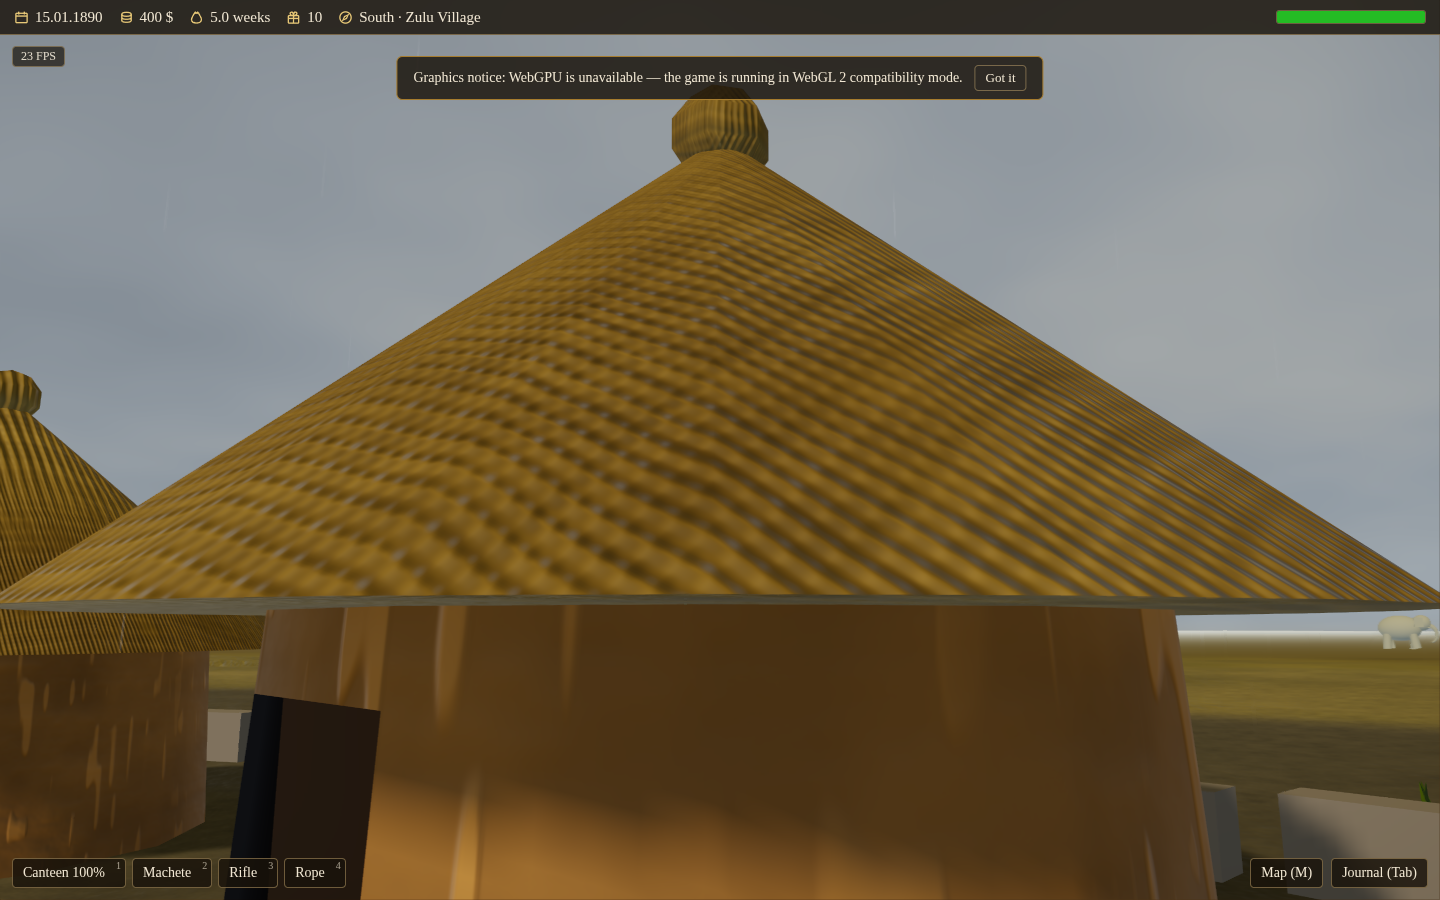 15.01.1890 400 $ 5.0 weeks 10 South · Zulu Village
23 FPS
Graphics notice: WebGPU is unavailable — the game is running in WebGL 2 compatibility mode. Got it
Canteen 100% 1 Machete 2 Rifle 3 Rope 4 Map (M) Journal (Tab)